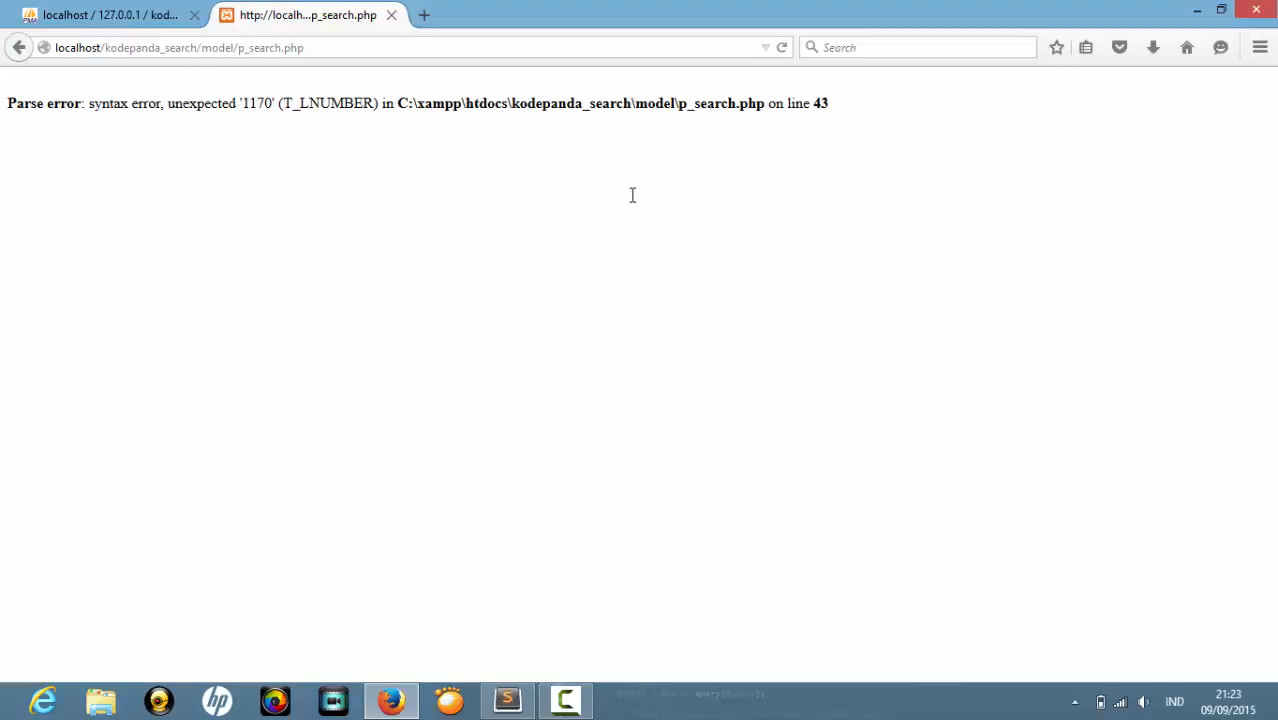 localhost / 127.0.0.1 / kod...
http://localh...p_search.php
localhost/kodepanda_search/model/p_search.php
Search
Parse error: syntax error, unexpected '1170' (T_LNUMBER) in C:\xampp\htdocs\kodepanda_search\model\p_search.php on line 43
IND
21:23
09/09/2015